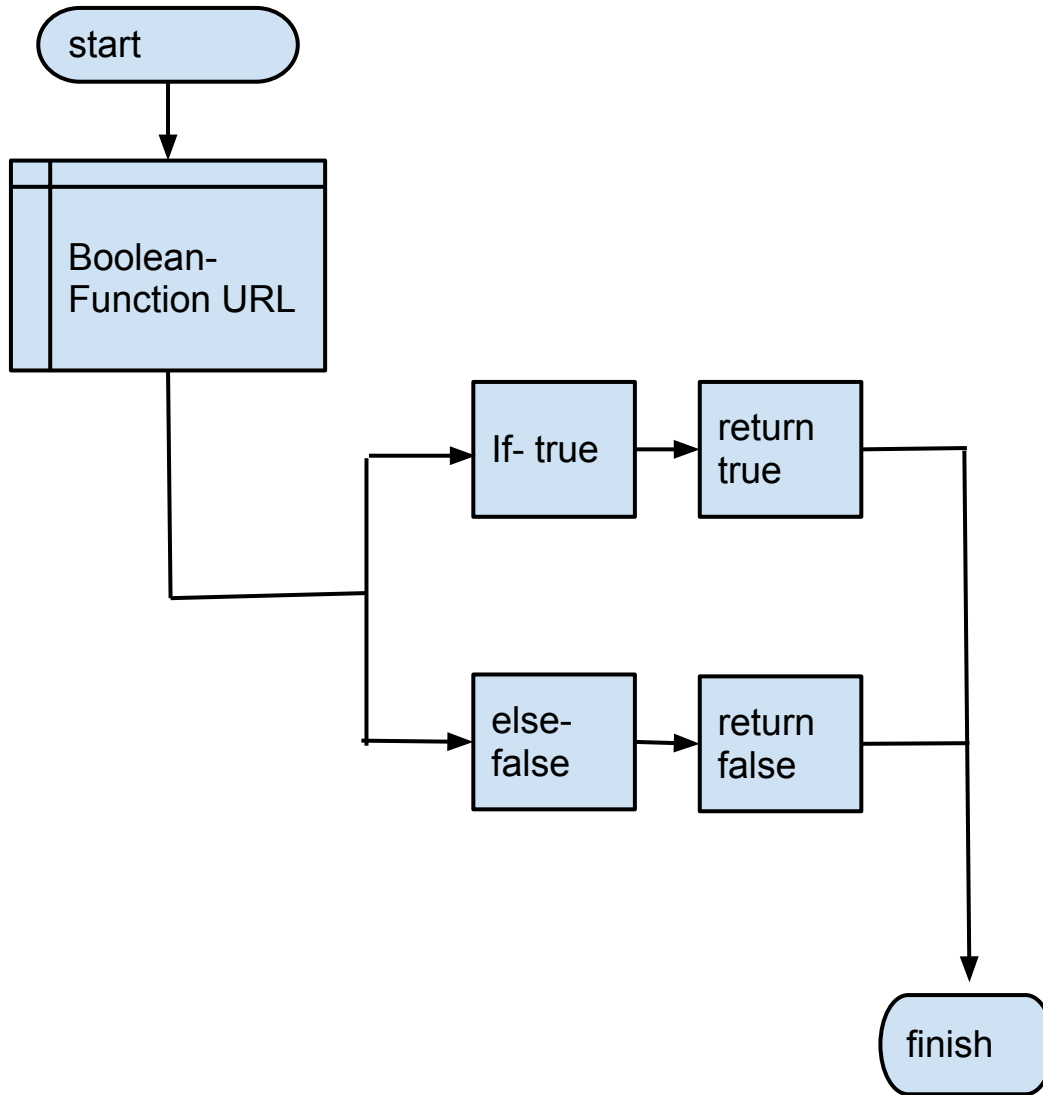 start
Boolean-
Function URL
If- true
return
true
else-
false
return
false
finish